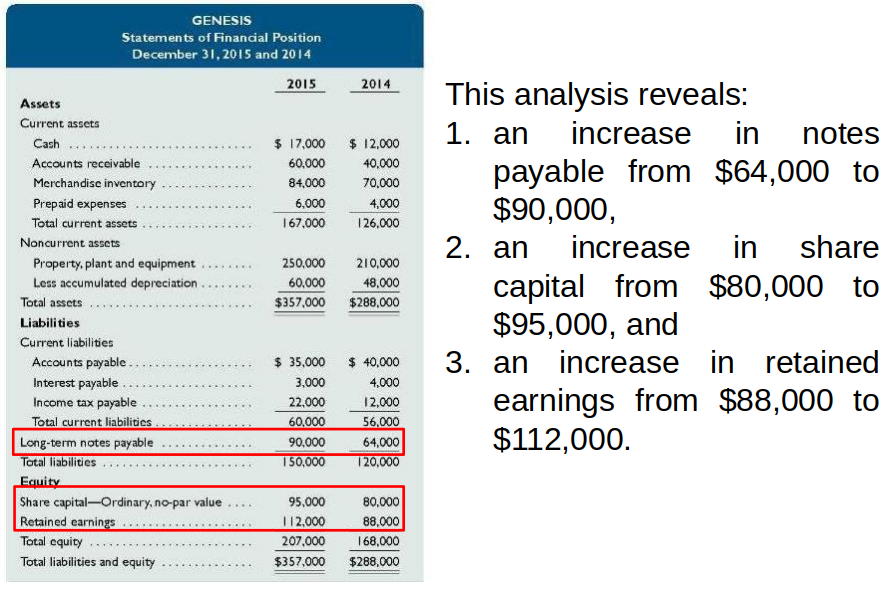 GENESIS
Statements of Financial Position
December 31, 2015 and 2014
2015 2014
Assets
Current assets
Cash ............................ $ 17,000 $ 12,000
Accounts receivable ................ 60,000 40,000
Merchandise inventory .............. 84,000 70,000
Prepaid expenses .................. 6,000 4,000
Total current assets ................. 167,000 126,000
Noncurrent assets
Property, plant and equipment ........ 250,000 210,000
Less accumulated depreciation ........ 60,000 48,000
Total assets ......................... $357,000 $288,000
Liabilities
Current liabilities
Accounts payable................... $ 35,000 $ 40,000
Interest payable .................... 3,000 4,000
Income tax payable ................. 22,000 12,000
Total current liabilities ............... 60,000 56,000
Long-term notes payable .............. 90,000 64,000
Total liabilities ....................... 150,000 120,000
Equity
Share capital—Ordinary, no-par value .... 95,000 80,000
Retained earnings .................... 112,000 88,000
Total equity ......................... 207,000 168,000
Total liabilities and equity .............. $357,000 $288,000
This analysis reveals:
1. an increase in notes
payable from $64,000 to
$90,000,
2. an increase in share
capital from $80,000 to
$95,000, and
3. an increase in retained
earnings from $88,000 to
$112,000.